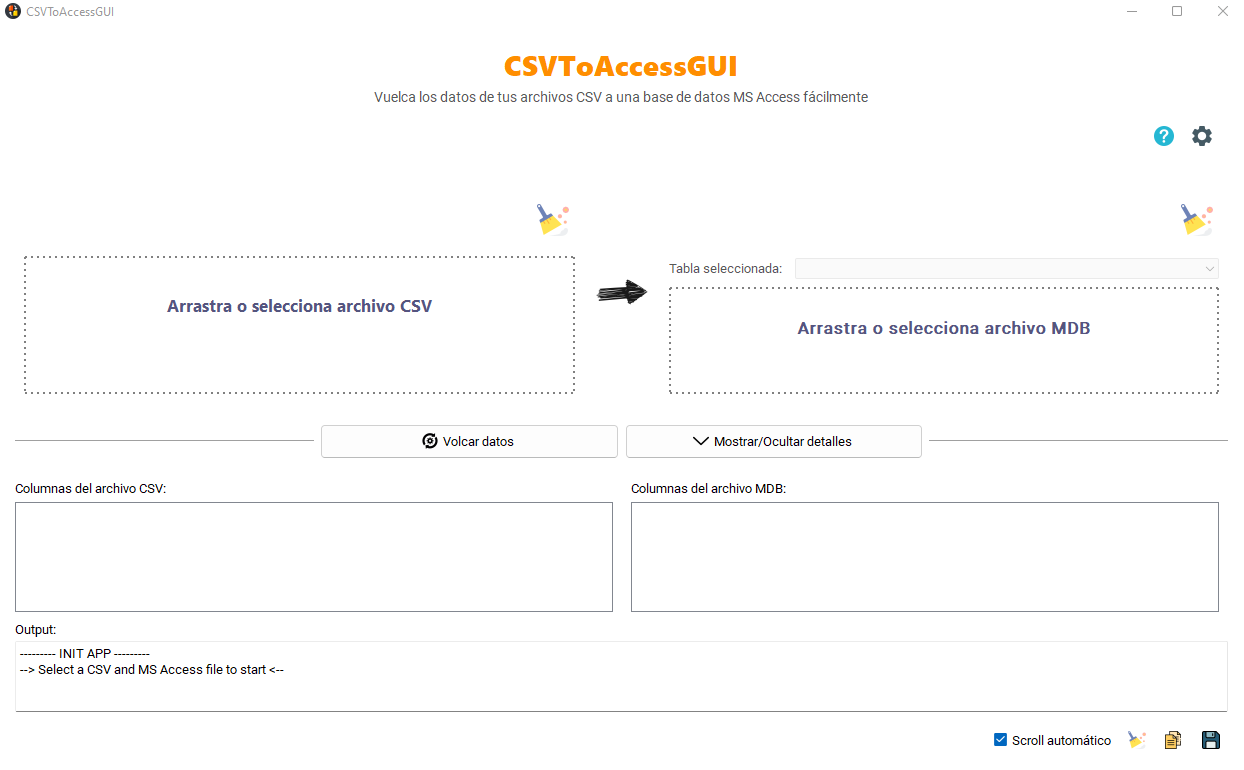 CSVToAccessGUI
CSVToAccessGUI
Vuelca los datos de tus archivos CSV a una base de datos MS Access fácilmente
?
Arrastra o selecciona archivo CSV
Tabla seleccionada:
Arrastra o selecciona archivo MDB
Volcar datos
Mostrar/Ocultar detalles
Columnas del archivo CSV:
Columnas del archivo MDB:
Output:
--------- INIT APP ---------
--> Select a CSV and MS Access file to start <--
Scroll automático